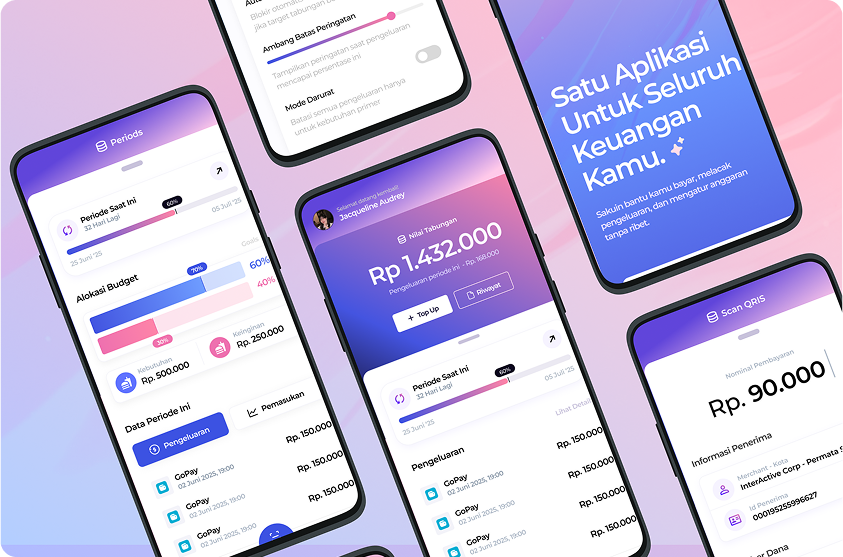 Periods
Periode Saat Ini
32 Hari Lagi
60%
25 Juni '25
05 Juli '25
Alokasi Budget
Goals
70%
60%
40%
30%
Kebutuhan
Rp. 500.000
Keinginan
Rp. 250.000
Data Periode Ini
Pengeluaran
Pemasukan
GoPay
02 Juni 2025, 19:00
Rp. 150.000
GoPay
02 Juni 2025, 19:00
Rp. 150.000
GoPay
02 Juni 2025, 19:00
Rp. 150.000
Blokir otomatis
jika target tabungan
Ambang Batas Peringatan
Tampilkan peringatan saat pengeluaran
mencapai persentase ini
Mode Darurat
Batasi semua pengeluaran hanya
untuk kebutuhan primer
Selamat datang kembali!
Jacqueline Audrey
Nilai Tabungan
Rp 1.432.000
Pengeluaran periode ini - Rp. 168.000
Top Up
Riwayat
Periode Saat Ini
32 Hari Lagi
60%
25 Juni '25
05 Juli '25
Pengeluaran
Lihat Detail
GoPay
02 Juni 2025, 19:00
Rp. 150.000
GoPay
02 Juni 2025, 19:00
Rp. 150.000
GoPay
02 Juni 2025, 19:00
Rp. 150.000
Rp. 150.000
Satu Aplikasi
Untuk Seluruh
Keuangan
Kamu.
Sakuin bantu kamu bayar, melacak
pengeluaran, dan mengatur anggaran
tanpa ribet.
Scan QRIS
Nominal Pembayaran
Rp. 90.000
Informasi Penerima
Merchant - Kota
InterActive Corp - Permata
Id Penerima
000195255996627
Dana